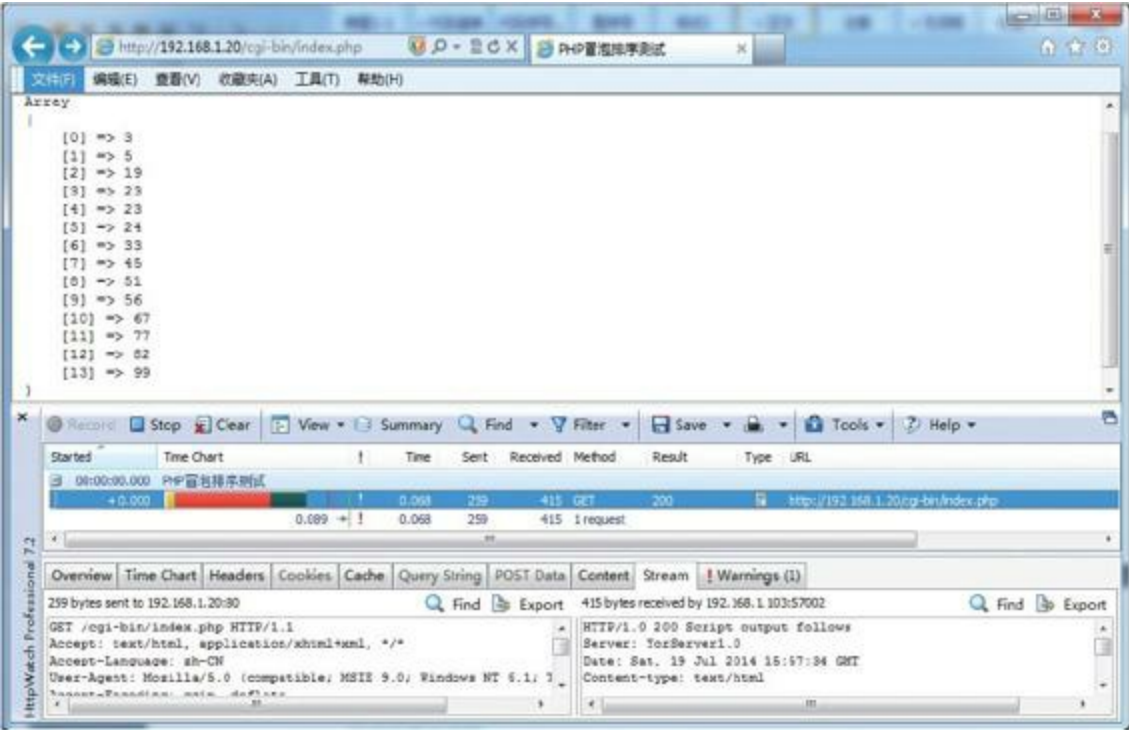 http://192.168.1.20/cgi-bin/index.php
PHP冒泡排序测试
文件(F) 编辑(E) 查看(V) 收藏夹(A) 工具(T) 帮助(H)
Array
(
[0] => 3
[1] => 5
[2] => 19
[3] => 23
[4] => 23
[5] => 24
[6] => 33
[7] => 45
[8] => 51
[9] => 56
[10] => 67
[11] => 77
[12] => 82
[13] => 99
)
Record Stop Clear View Summary Find Filter Save Tools Help
Started Time Chart ! Time Sent Received Method Result Type URL
00:00:00.000 PHP冒泡排序测试
+0.000 ! 0.068 259 415 GET 200 http://192.168.1.20/cgi-bin/index.php
0.089 ! 0.068 259 415 1 request
HttpWatch Professional 7.2
Overview Time Chart Headers Cookies Cache Query String POST Data Content Stream ! Warnings (1)
259 bytes sent to 192.168.1.20:80 Find Export
415 bytes received by 192.168.1.103:57002 Find Export
GET /cgi-bin/index.php HTTP/1.1
Accept: text/html, application/xhtml+xml, */*
Accept-Language: zh-CN
User-Agent: Mozilla/5.0 (compatible; MSIE 9.0; Windows NT 6.1;
HTTP/1.0 200 Script output follows
Server: YorServer1.0
Date: Sat, 19 Jul 2014 15:57:34 GMT
Content-type: text/html